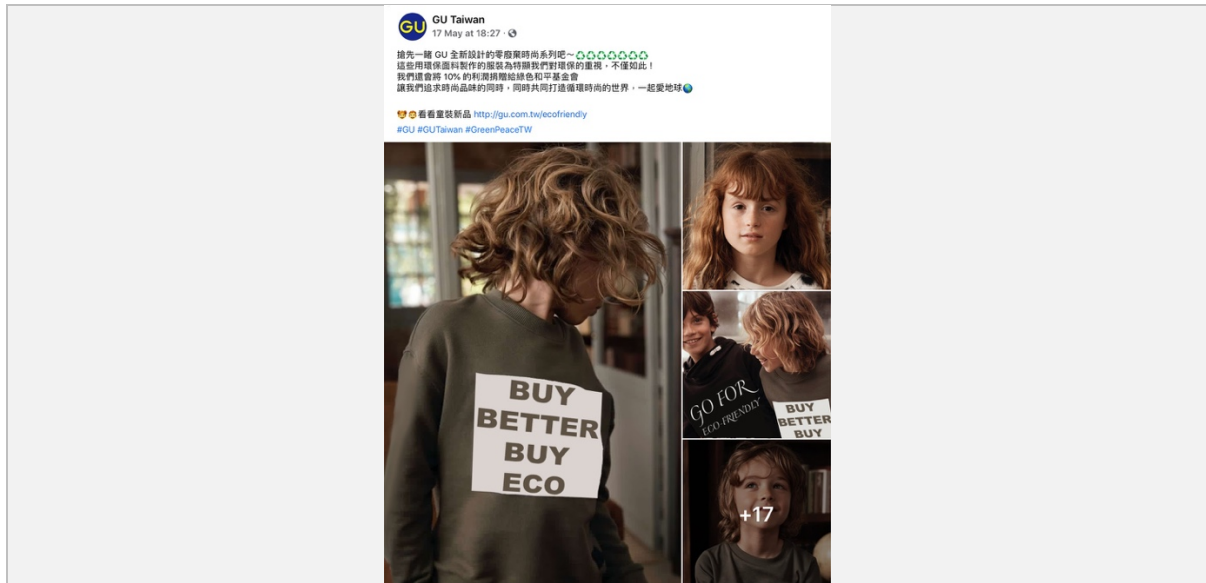 GU
GU Taiwan
17 May at 18:27
搶先一睹 GU 全新設計的零廢棄時尚系列吧~♻♻♻♻♻♻♻
這些用環保面料製作的服裝為特顯我們對環保的重視,不僅如此!
我們還會將 10% 的利潤捐贈給綠色和平基金會
讓我們追求時尚品味的同時,同時共同打造循環時尚的世界,一起愛地球🌏
看看童裝新品 http://gu.com.tw/ecofriendly
#GU #GUTaiwan #GreenPeaceTW
BUY
BETTER
BUY
ECO
GO FOR
ECO-FRIENDLY
BUY
BETTER
BUY
+17